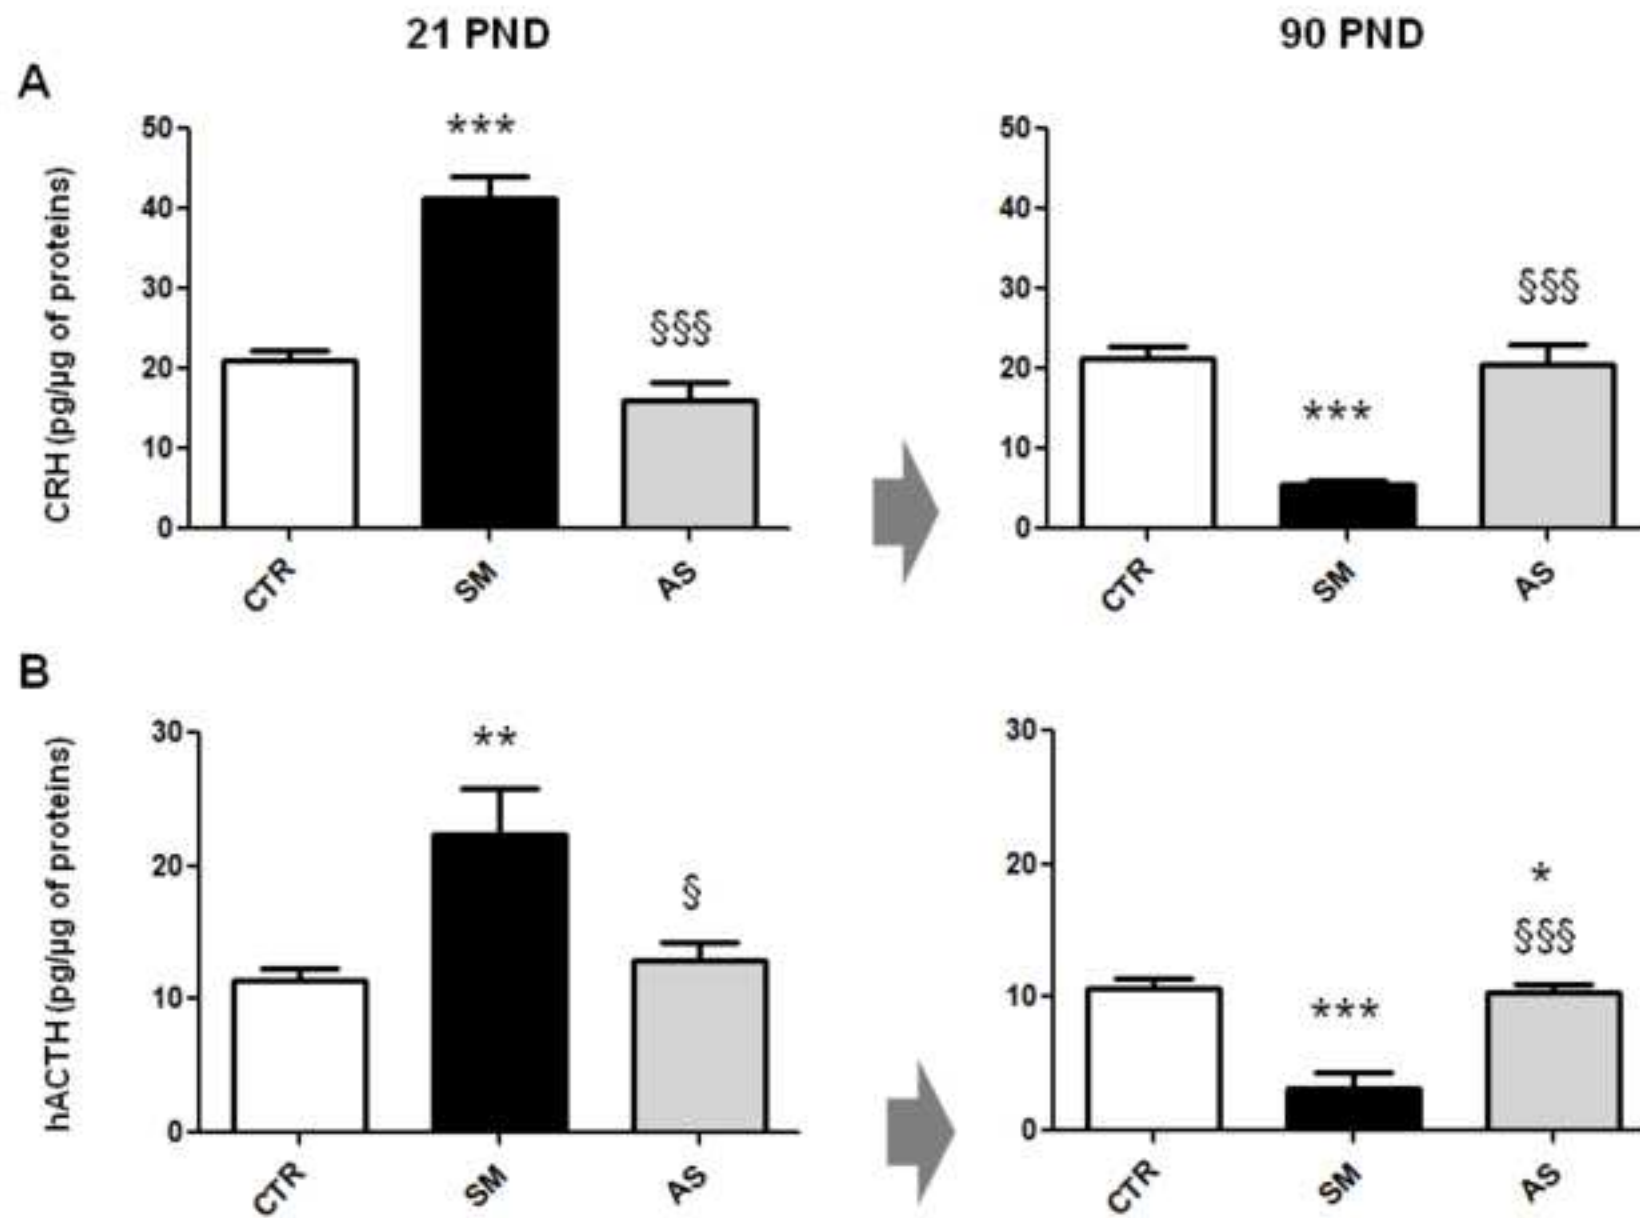 21 PND
90 PND
A
CRH (pg/µg of proteins)
50
40
30
20
10
0
***
§§§
CTR
SM
AS
50
40
30
20
10
0
***
§§§
CTR
SM
AS
B
hACTH (pg/µg of proteins)
30
20
10
0
**
§
CTR
SM
AS
30
20
10
0
***
*
§§§
CTR
SM
AS